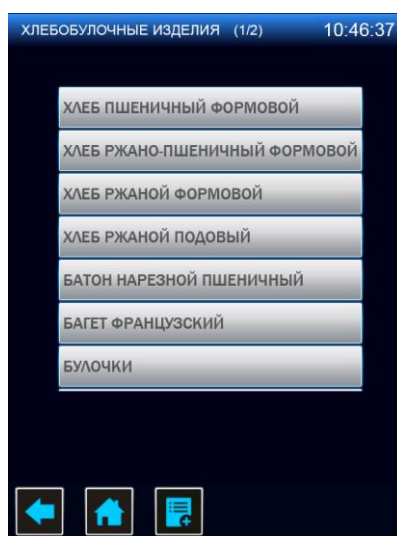 ХЛЕБОБУЛОЧНЫЕ ИЗДЕЛИЯ (1/2) 10:46:37
ХЛЕБ ПШЕНИЧНЫЙ ФОРМОВОЙ
ХЛЕБ РЖАНО-ПШЕНИЧНЫЙ ФОРМОВОЙ
ХЛЕБ РЖАНОЙ ФОРМОВОЙ
ХЛЕБ РЖАНОЙ ПОДОВЫЙ
БАТОН НАРЕЗНОЙ ПШЕНИЧНЫЙ
БАГЕТ ФРАНЦУЗСКИЙ
БУЛОЧКИ